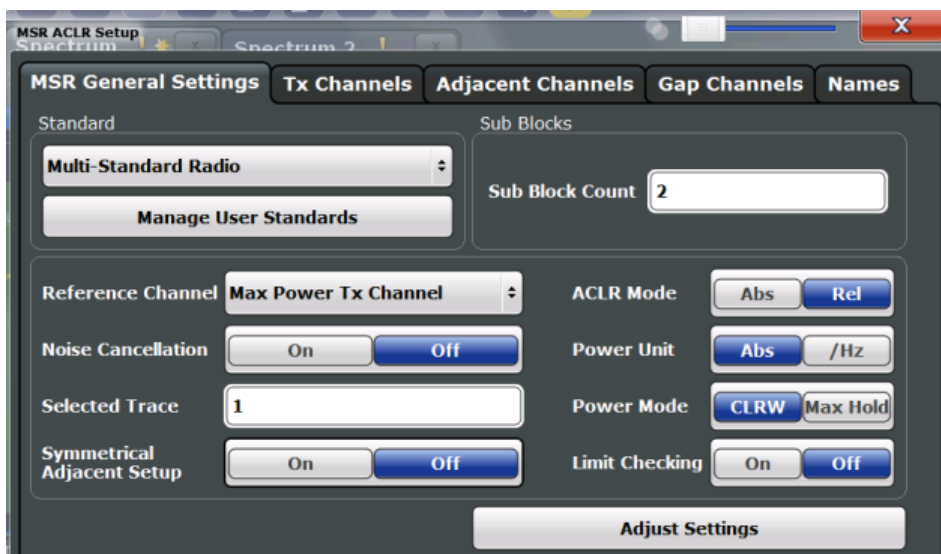 MSR ACLR Setup
Spectrum Spectrum 2
MSR General Settings Tx Channels Adjacent Channels Gap Channels Names
Standard Sub Blocks
Multi-Standard Radio
Sub Block Count 2
Manage User Standards
Reference Channel Max Power Tx Channel ACLR Mode Abs Rel
Noise Cancellation On Off Power Unit Abs /Hz
Selected Trace 1 Power Mode CLRW Max Hold
Symmetrical
Adjacent Setup On Off Limit Checking On Off
Adjust Settings